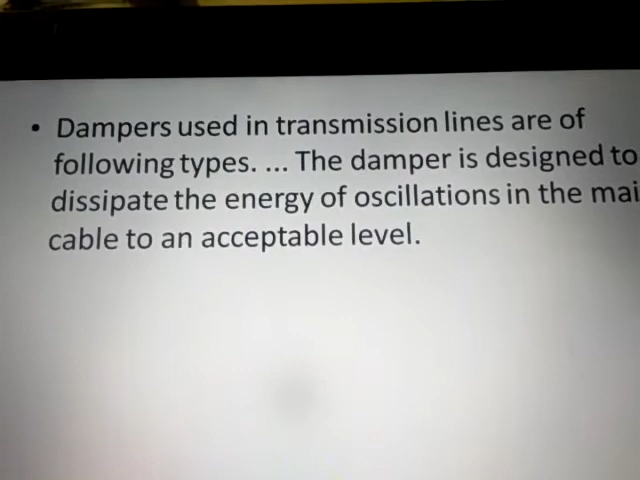 • Dampers used in transmission lines are of
following types. ... The damper is designed to
dissipate the energy of oscillations in the mai
cable to an acceptable level.